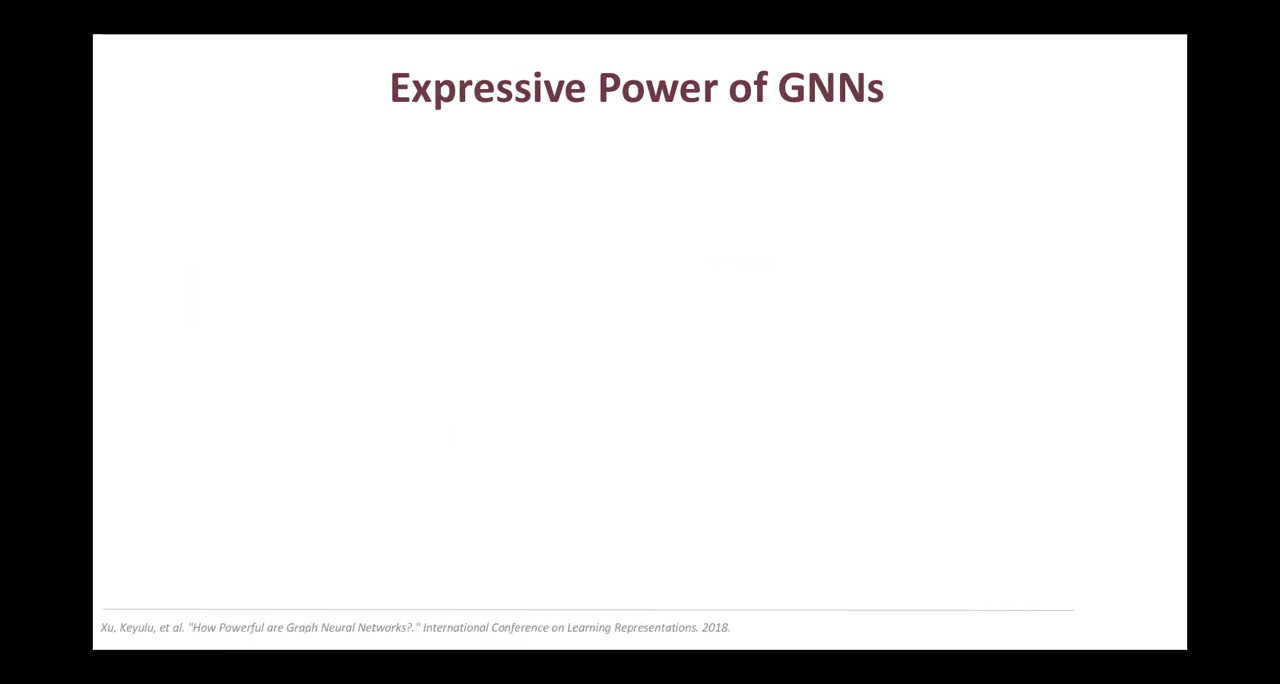 Expressive Power of GNNs
Xu, Keyulu, et al. "How Powerful are Graph Neural Networks?." International Conference on Learning Representations. 2018.